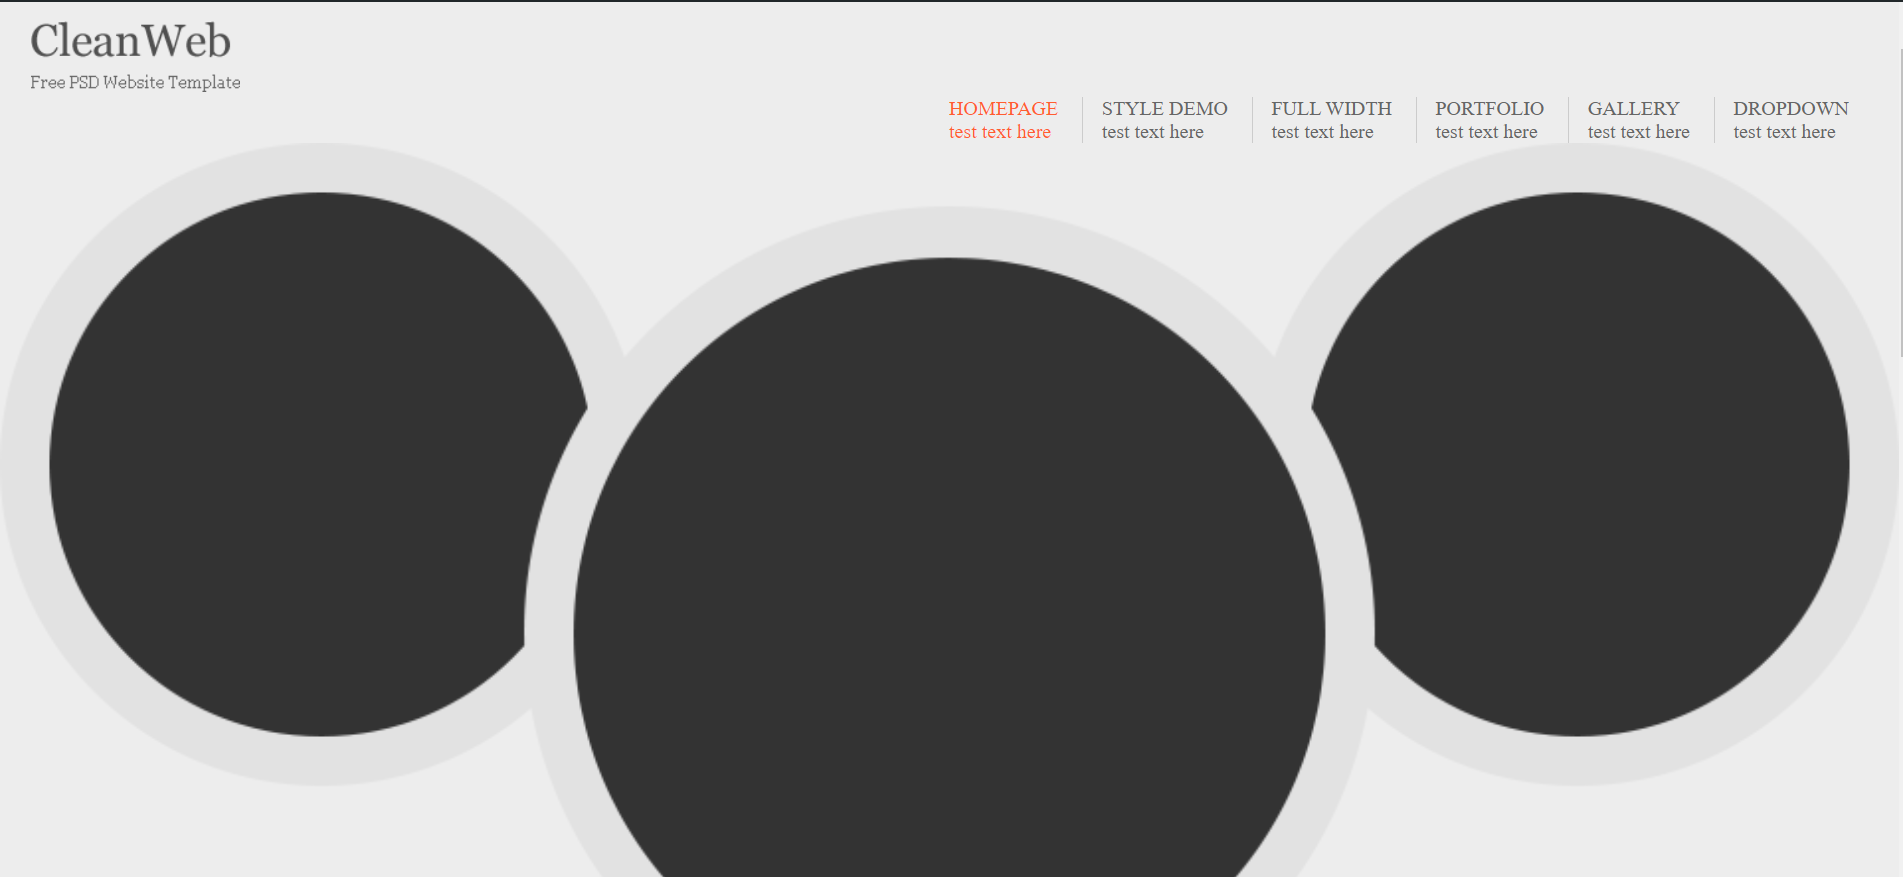 CleanWeb
Free PSD Website Template
HOMEPAGE STYLE DEMO FULL WIDTH PORTFOLIO GALLERY DROPDOWN
test text here test text here test text here test text here test text here test text here